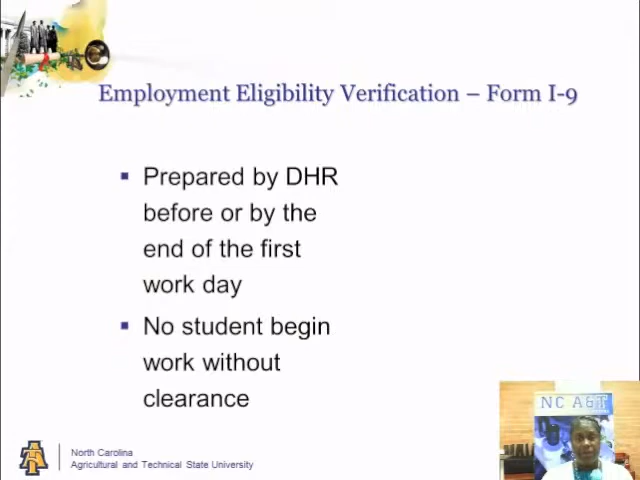 Employment Eligibility Verification – Form I-9
▪ Prepared by DHR
before or by the
end of the first
work day
▪ No student begin
work without
clearance
North Carolina
Agricultural and Technical State University
NC A&T